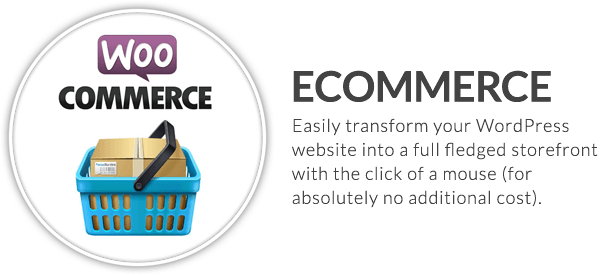 WOO
COMMERCE
ECOMMERCE
Easily transform your WordPress
website into a full fledged storefront
with the click of a mouse (for
absolutely no additional cost).